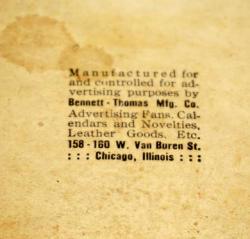 Manufactured for
and controlled for ad-
vertising purposes by
Bennett - Thomas Mfg. Co.
Advertising Fans, Cal-
endars and Novelties,
Leather Goods, Etc.
158 - 160 W. Van Buren St.
: : : Chicago, Illinois : : :